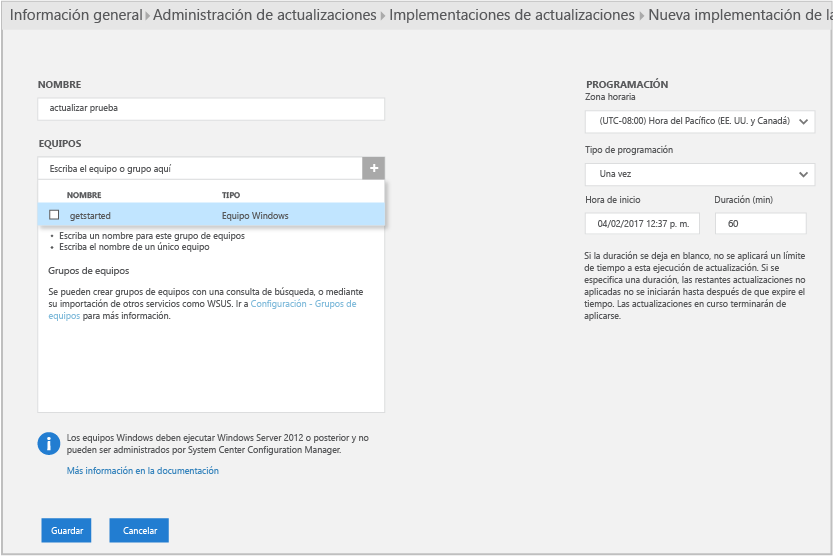 Información general Administración de actualizaciones Implementaciones de actualizaciones Nueva implementación de la
NOMBRE
actualizar prueba
EQUIPOS
Escriba el equipo o grupo aquí +
NOMBRE TIPO
getstarted Equipo Windows
• Escriba un nombre para este grupo de equipos
• Escriba el nombre de un único equipo
Grupos de equipos
Se pueden crear grupos de equipos con una consulta de búsqueda, o mediante
su importación de otros servicios como WSUS. Ir a Configuración - Grupos de
equipos para más información.
Los equipos Windows deben ejecutar Windows Server 2012 o posterior y no
pueden ser administrados por System Center Configuration Manager.
Más información en la documentación
Guardar Cancelar
PROGRAMACIÓN
Zona horaria
(UTC-08:00) Hora del Pacífico (EE. UU. y Canadá)
Tipo de programación
Una vez
Hora de inicio Duración (min)
04/02/2017 12:37 p. m. 60
Si la duración se deja en blanco, no se aplicará un límite
de tiempo a esta ejecución de actualización. Si se
especifica una duración, las restantes actualizaciones no
aplicadas no se iniciarán hasta después de que expire el
tiempo. Las actualizaciones en curso terminarán de
aplicarse.